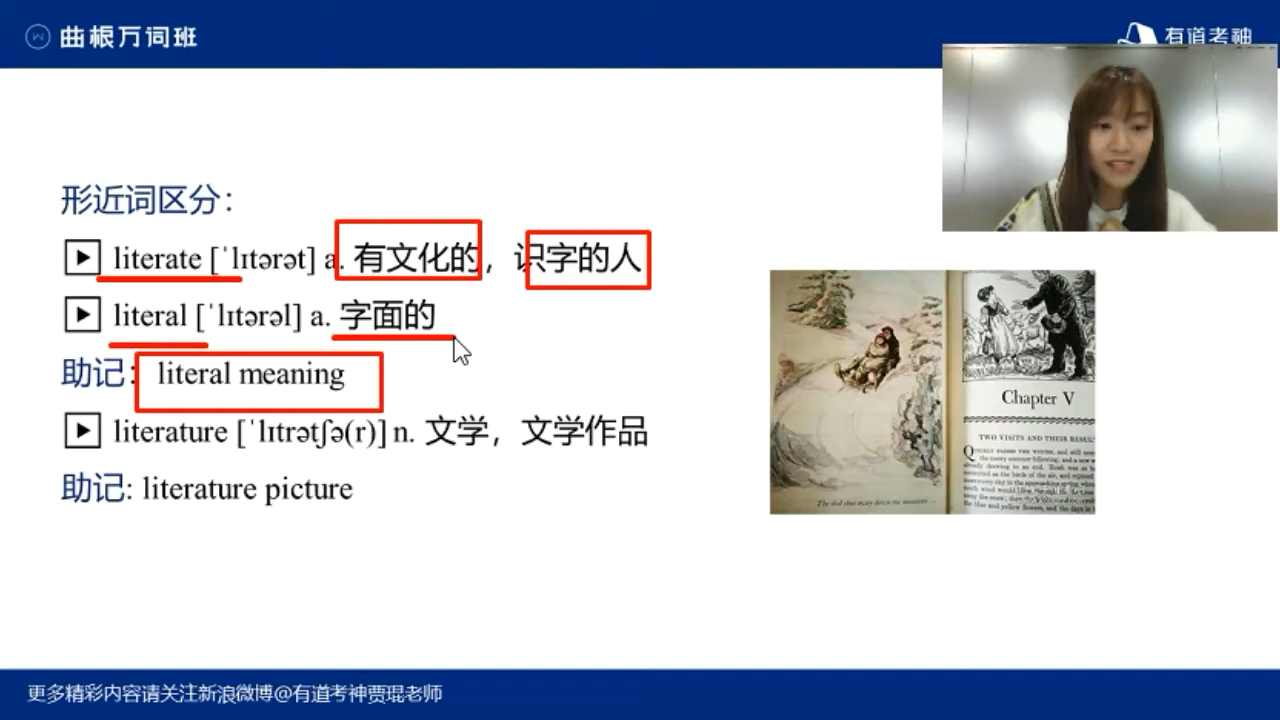 曲根万词班
有道考神
形近词区分：
literate [ˈlɪtərət] a. 有文化的，识字的人
literal [ˈlɪtərəl] a. 字面的
助记: literal meaning
literature [ˈlɪtrətʃə(r)] n. 文学，文学作品
助记: literature picture
Chapter V
TWO VISITS AND THEIR
更多精彩内容请关注新浪微博@有道考神贾琨老师